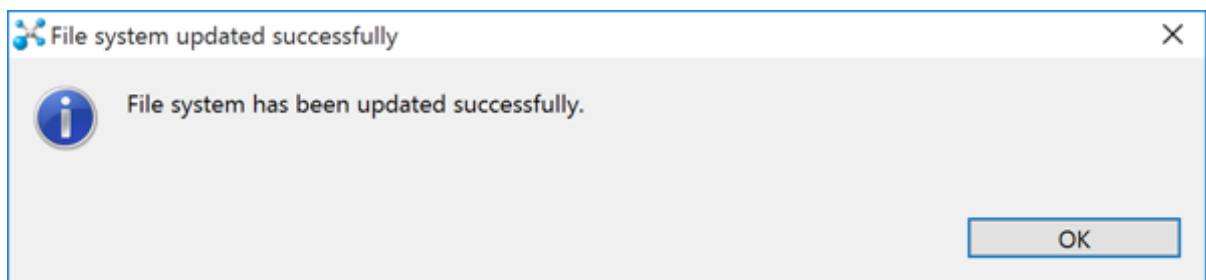 File system updated successfully
File system has been updated successfully.
OK